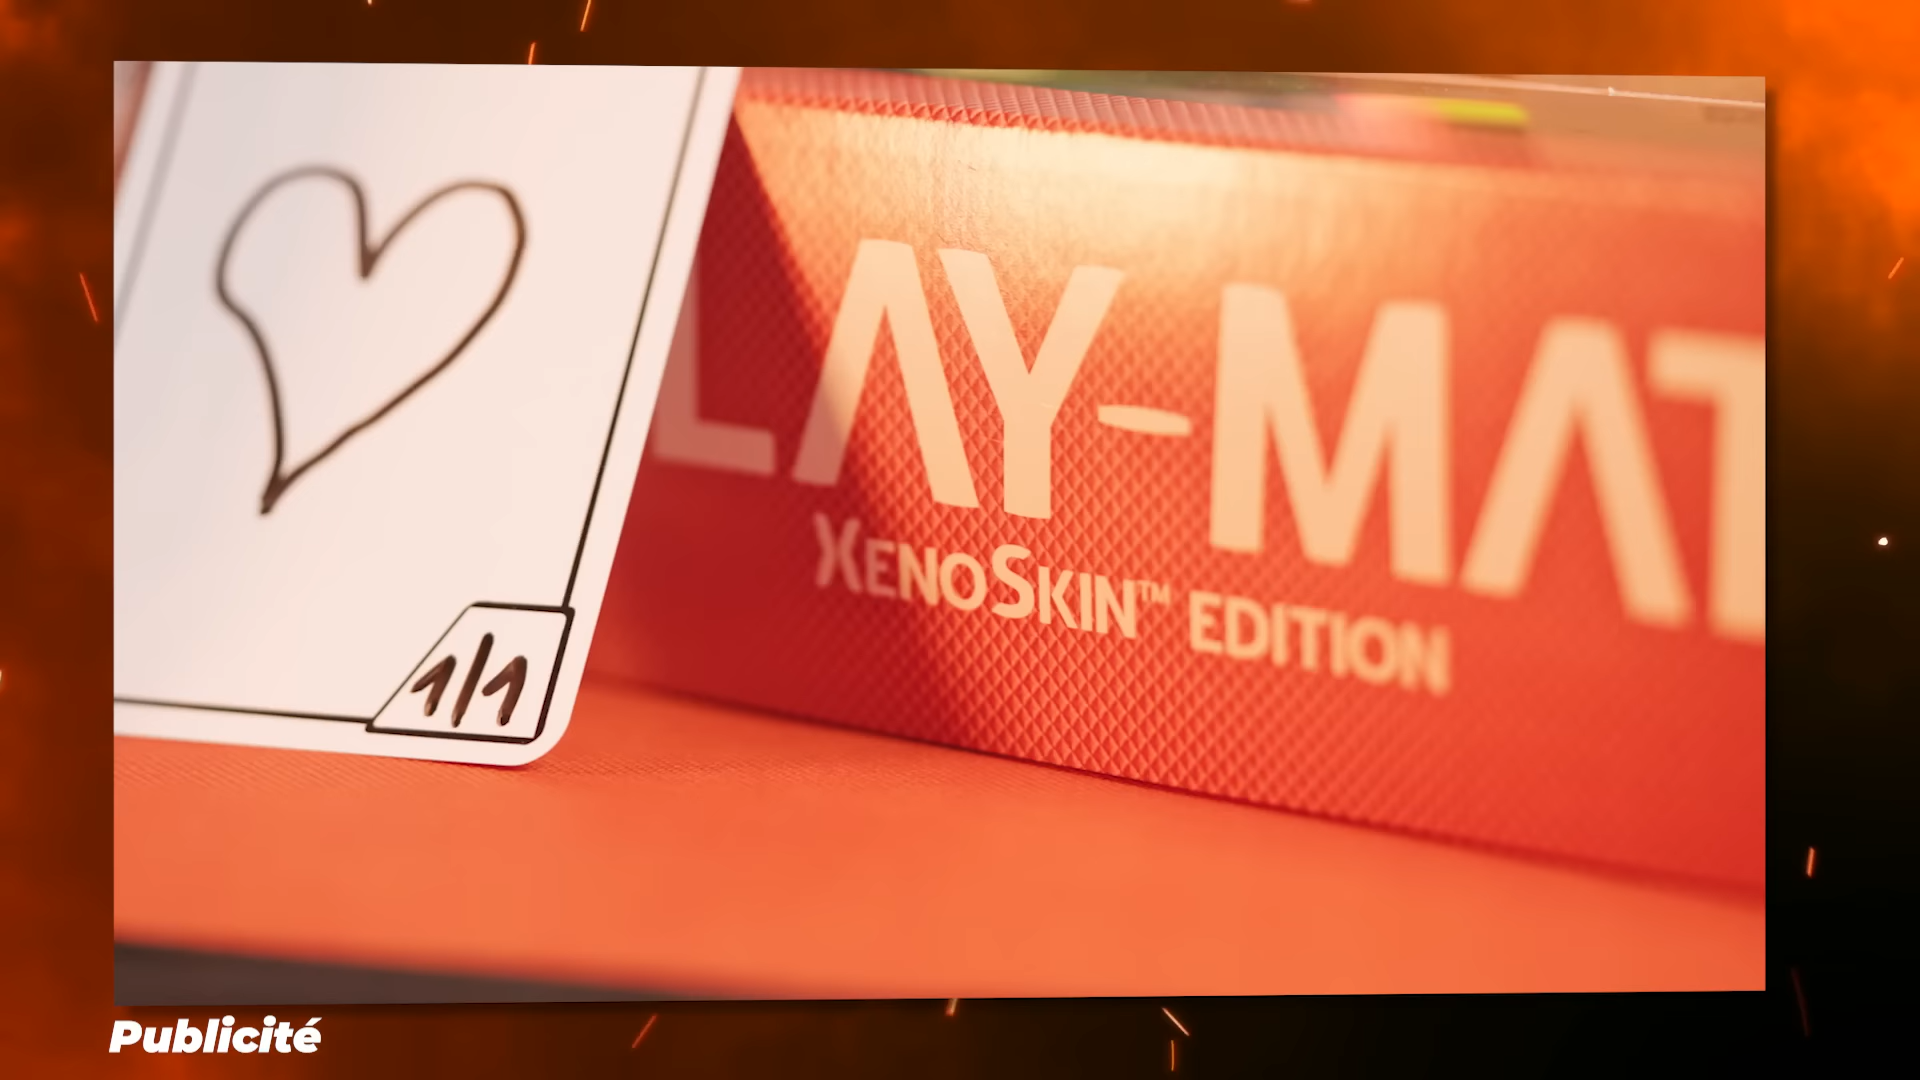 LAY-MAT
XENOSKIN™ EDITION
1/1
Publicité